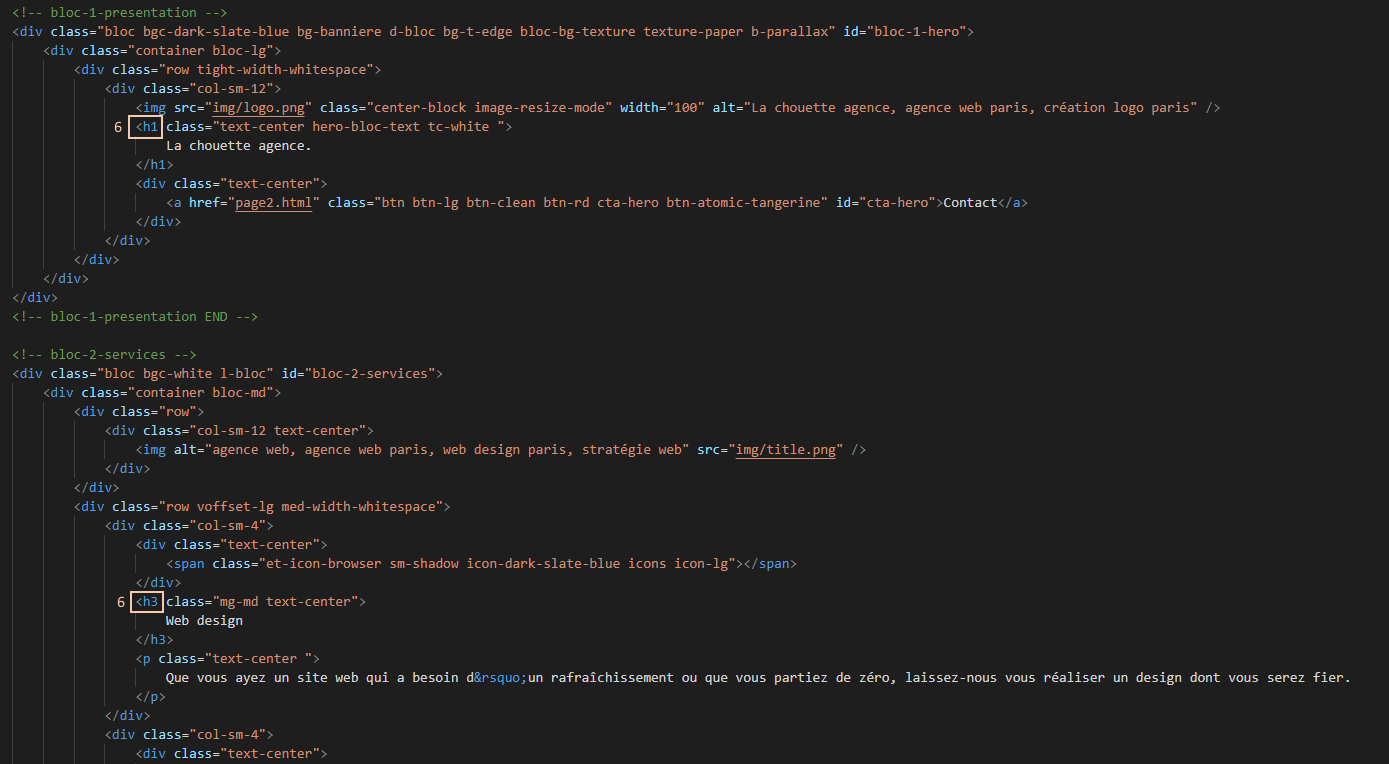 <!-- bloc-1-presentation -->
<div class="bloc bgc-dark-slate-blue bg-banniere d-bloc bg-t-edge bloc-bg-texture texture-paper b-parallax" id="bloc-1-hero">
<div class="container bloc-lg">
<div class="row tight-width-whitespace">
<div class="col-sm-12">
<img src="img/logo.png" class="center-block image-resize-mode" width="100" alt="La chouette agence, agence web paris, création logo paris" />
6 <h1 class="text-center hero-bloc-text tc-white ">
La chouette agence.
</h1>
<div class="text-center">
<a href="page2.html" class="btn btn-lg btn-clean btn-rd cta-hero btn-atomic-tangerine" id="cta-hero">Contact</a>
</div>
</div>
</div>
</div>
</div>
<!-- bloc-1-presentation END -->
<!-- bloc-2-services -->
<div class="bloc bgc-white l-bloc" id="bloc-2-services">
<div class="container bloc-md">
<div class="row">
<div class="col-sm-12 text-center">
<img alt="agence web, agence web paris, web design paris, stratégie web" src="img/title.png" />
</div>
</div>
<div class="row voffset-lg med-width-whitespace">
<div class="col-sm-4">
<div class="text-center">
<span class="et-icon-browser sm-shadow icon-dark-slate-blue icons icon-lg"></span>
</div>
6 <h3 class="mg-md text-center">
Web design
</h3>
<p class="text-center ">
Que vous ayez un site web qui a besoin d&rsquo;un rafraîchissement ou que vous partiez de zéro, laissez-nous vous réaliser un design dont vous serez fier.
</p>
</div>
<div class="col-sm-4">
<div class="text-center">